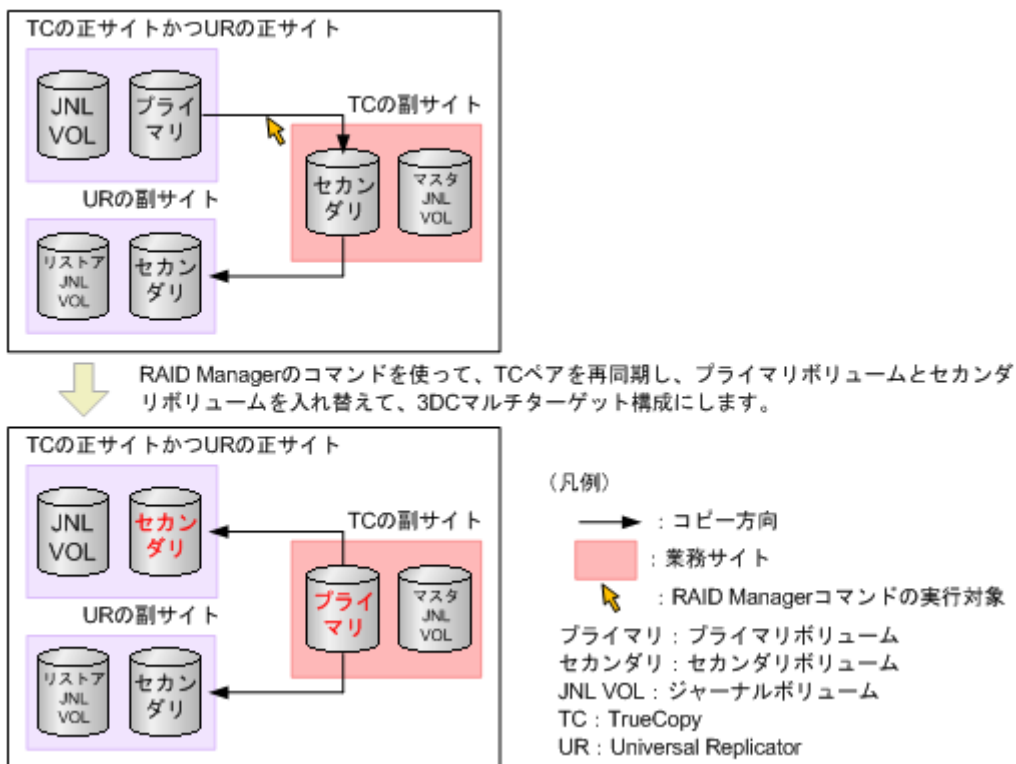 TCの正サイトかつURの正サイト
JNL
VOL
プライ
マリ
TCの副サイト
セカン
ダリ
マスタ
JNL
VOL
URの副サイト
リストア
JNL
VOL
セカン
ダリ
RAID Managerのコマンドを使って、TCペアを再同期し、プライマリボリュームとセカンダ
リボリュームを入れ替えて、3DCマルチターゲット構成にします。
TCの正サイトかつURの正サイト
JNL
VOL
セカン
ダリ
TCの副サイト
プライ
マリ
マスタ
JNL
VOL
URの副サイト
リストア
JNL
VOL
セカン
ダリ
（凡例）
：コピー方向
：業務サイト
：RAID Managerコマンドの実行対象
プライマリ：プライマリボリューム
セカンダリ：セカンダリボリューム
JNL VOL：ジャーナルボリューム
TC：TrueCopy
UR：Universal Replicator